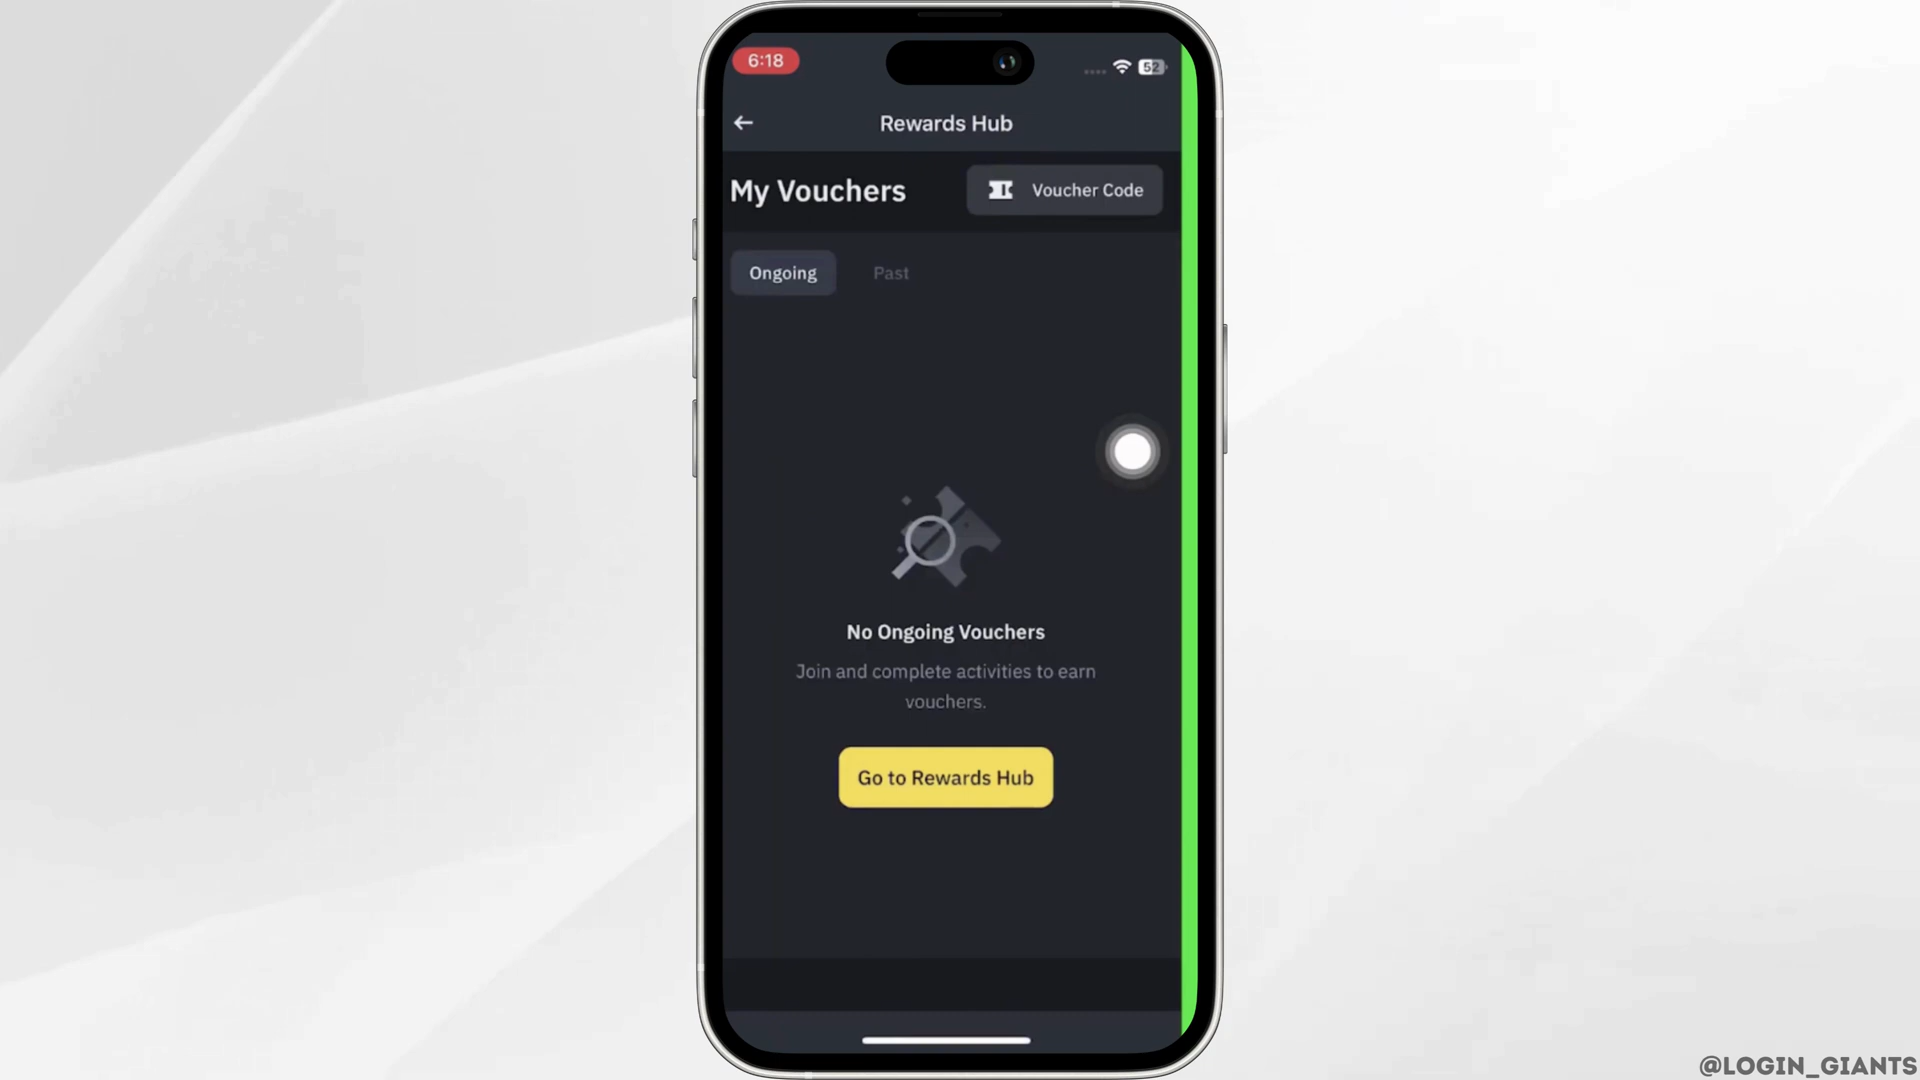 6:18
52
Rewards Hub
My Vouchers
Voucher Code
Ongoing
Past
No Ongoing Vouchers
Join and complete activities to earn
vouchers.
Go to Rewards Hub
@LOGIN_GIANTS